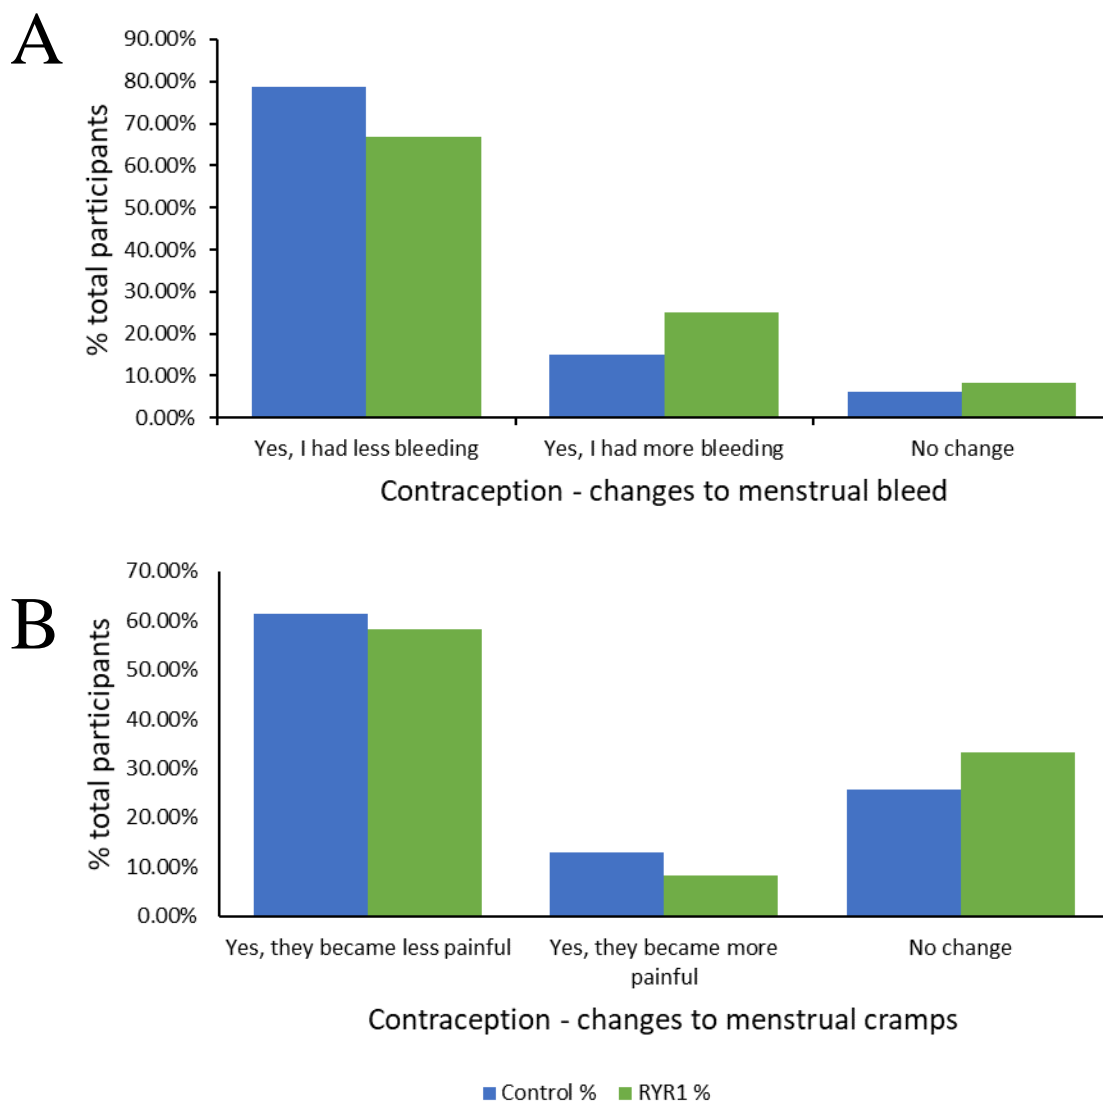 A
90.00%
80.00%
70.00%
60.00%
50.00%
40.00%
30.00%
20.00%
10.00%
0.00%
% total participants
Yes, I had less bleeding
Yes, I had more bleeding
No change
Contraception - changes to menstrual bleed
B
70.00%
60.00%
50.00%
40.00%
30.00%
20.00%
10.00%
0.00%
% total participants
Yes, they became less painful
Yes, they became more
painful
No change
Contraception - changes to menstrual cramps
Control %
RYR1 %